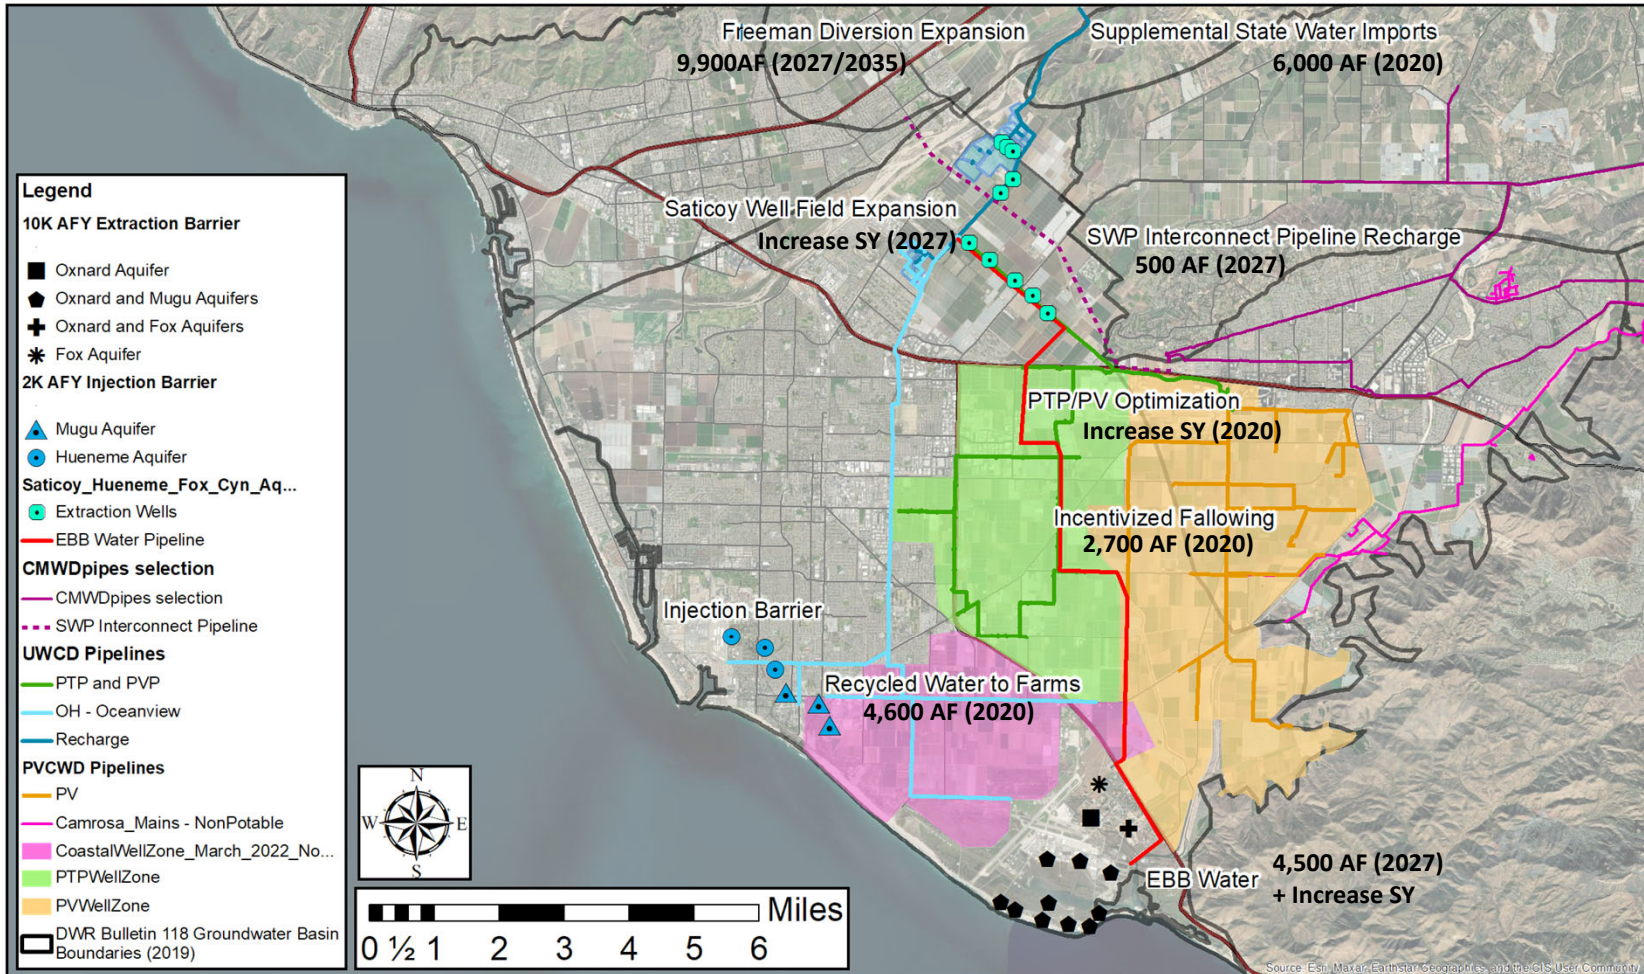 Freeman Diversion Expansion
9,900AF (2027/2035)
Supplemental State Water Imports
6,000 AF (2020)
Saticoy Well Field Expansion
Increase SY (2027)
SWP Interconnect Pipeline Recharge
500 AF (2027)
PTP/PV Optimization
Increase SY (2020)
Incentivized Fallowing
2,700 AF (2020)
Injection Barrier
Recycled Water to Farms
4,600 AF (2020)
EBB Water
4,500 AF (2027)
+ Increase SY
Legend
10K AFY Extraction Barrier
Oxnard Aquifer
Oxnard and Mugu Aquifers
Oxnard and Fox Aquifers
Fox Aquifer
2K AFY Injection Barrier
Mugu Aquifer
Hueneme Aquifer
Saticoy_Hueneme_Fox_Cyn_Aq...
Extraction Wells
EBB Water Pipeline
CMWDpipes selection
CMWDpipes selection
SWP Interconnect Pipeline
UWCD Pipelines
PTP and PVP
OH - Oceanview
Recharge
PVCWD Pipelines
PV
Camrosa_Mains - NonPotable
CoastalWellZone_March_2022_No...
PTPWellZone
PVWellZone
DWR Bulletin 118 Groundwater Basin
Boundaries (2019)
N
W E
S
Miles
0 ½ 1 2 3 4 5 6
Source: Esri, Maxar, Earthstar Geographics, and the GIS User Community